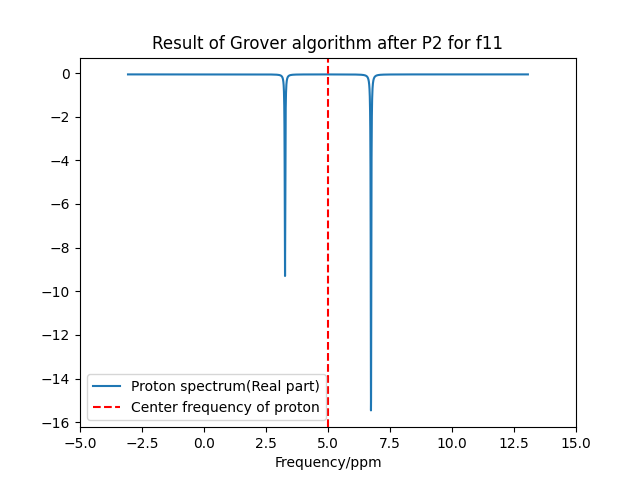 Result of Grover algorithm after P2 for f11
0
−2
−4
−6
−8
−10
−12
−14
−16
Proton spectrum(Real part)
Center frequency of proton
−5.0 −2.5 0.0 2.5 5.0 7.5 10.0 12.5 15.0
Frequency/ppm